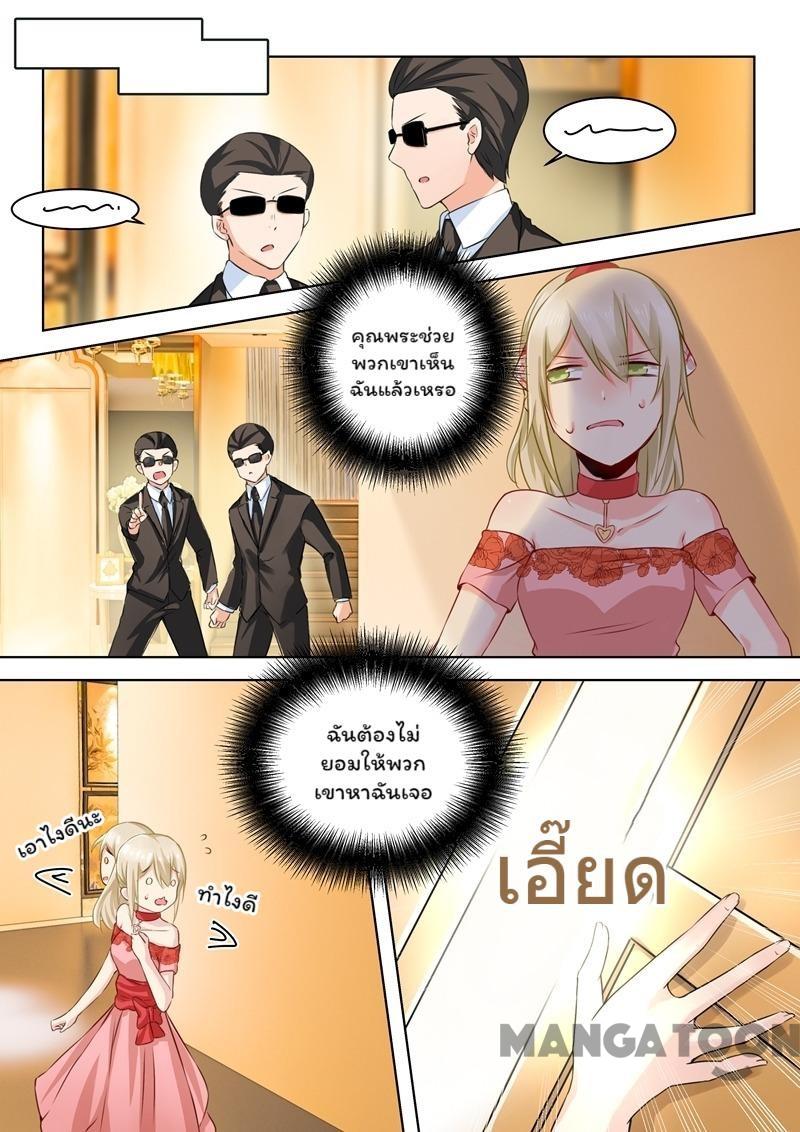 คุณพระช่วย
พวกเขาเห็น
ฉันแล้วเหรอ
ฉันต้องไม่
ยอมให้พวก
เขาหาฉันเจอ
เอาไงดีนะ
ทำไงดี
เอี๊ยด
MANGATOON